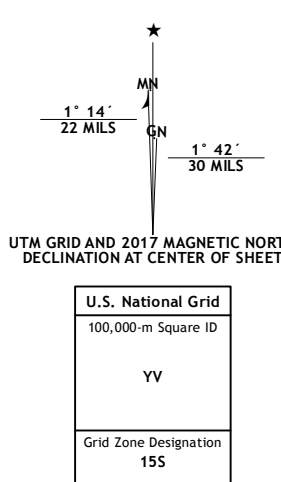 ★
MN
1° 14´
22 MILS
GN
1° 42´
30 MILS
UTM GRID AND 2017 MAGNETIC NORT
DECLINATION AT CENTER OF SHEET
U.S. National Grid
100,000-m Square ID
YV
Grid Zone Designation
15S